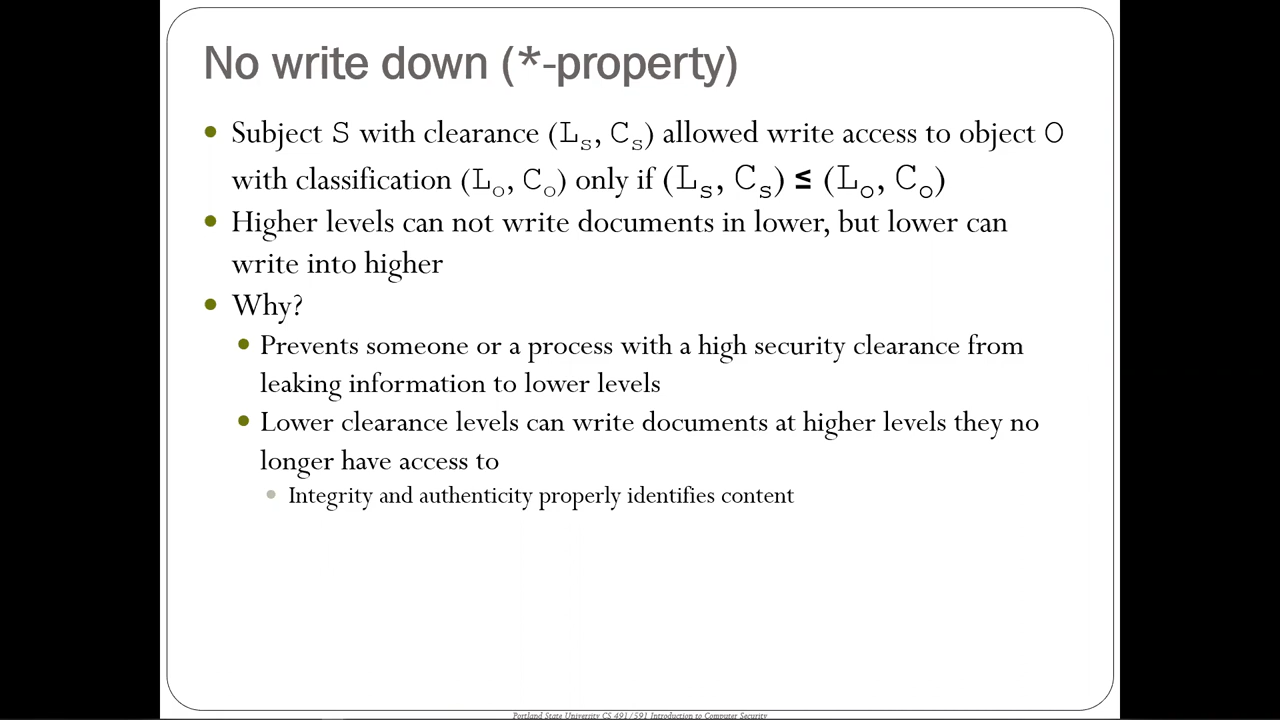 No write down (*-property)
• Subject S with clearance (Ls, Cs) allowed write access to object O
with classification (Lo, Co) only if (Ls, Cs) ≤ (Lo, Co)
• Higher levels can not write documents in lower, but lower can
write into higher
• Why?
• Prevents someone or a process with a high security clearance from
leaking information to lower levels
• Lower clearance levels can write documents at higher levels they no
longer have access to
• Integrity and authenticity properly identifies content
Portland State University CS 491/591 Introduction to Computer Security